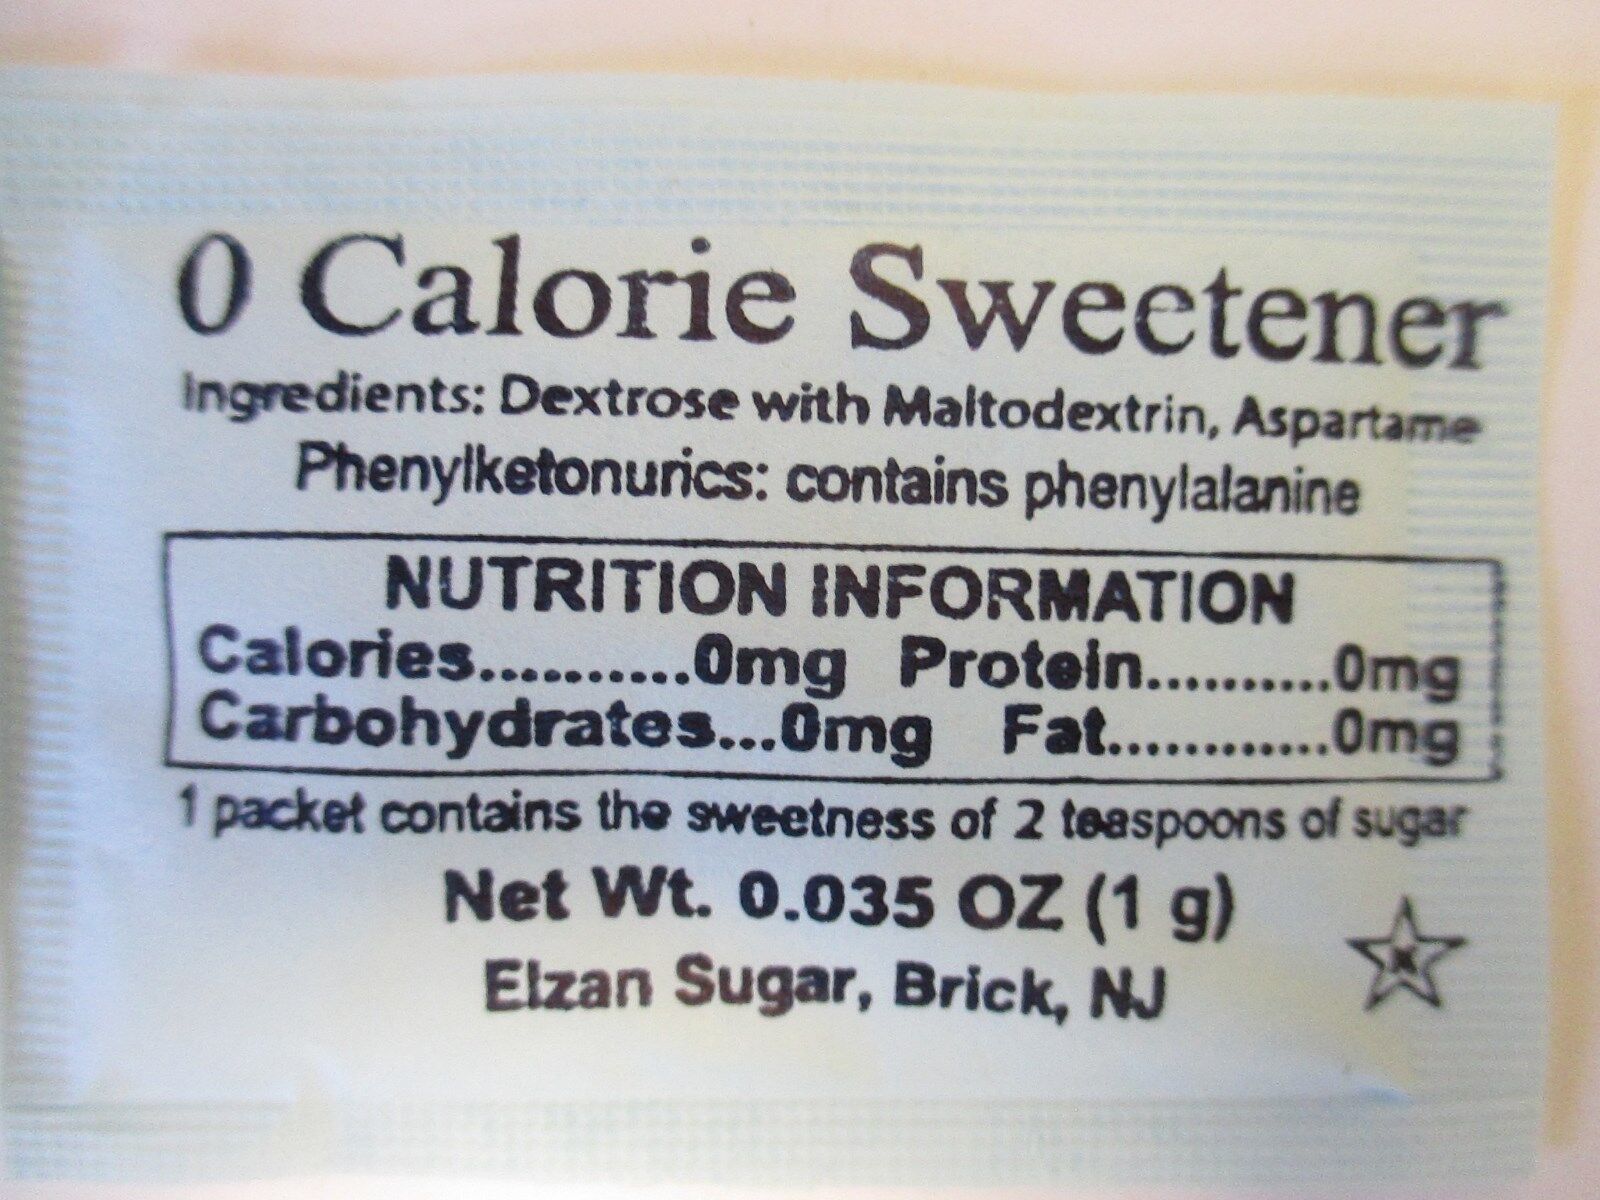 0 Calorie Sweetener
Ingredients: Dextrose with Maltodextrin, Aspartame
Phenylketonurics: contains phenylalanine
NUTRITION INFORMATION
Calories..........0mg Protein..........0mg
Carbohydrates...0mg Fat............0mg
1 packet contains the sweetness of 2 teaspoons of sugar
Net Wt. 0.035 OZ (1 g)
Elzan Sugar, Brick, NJ